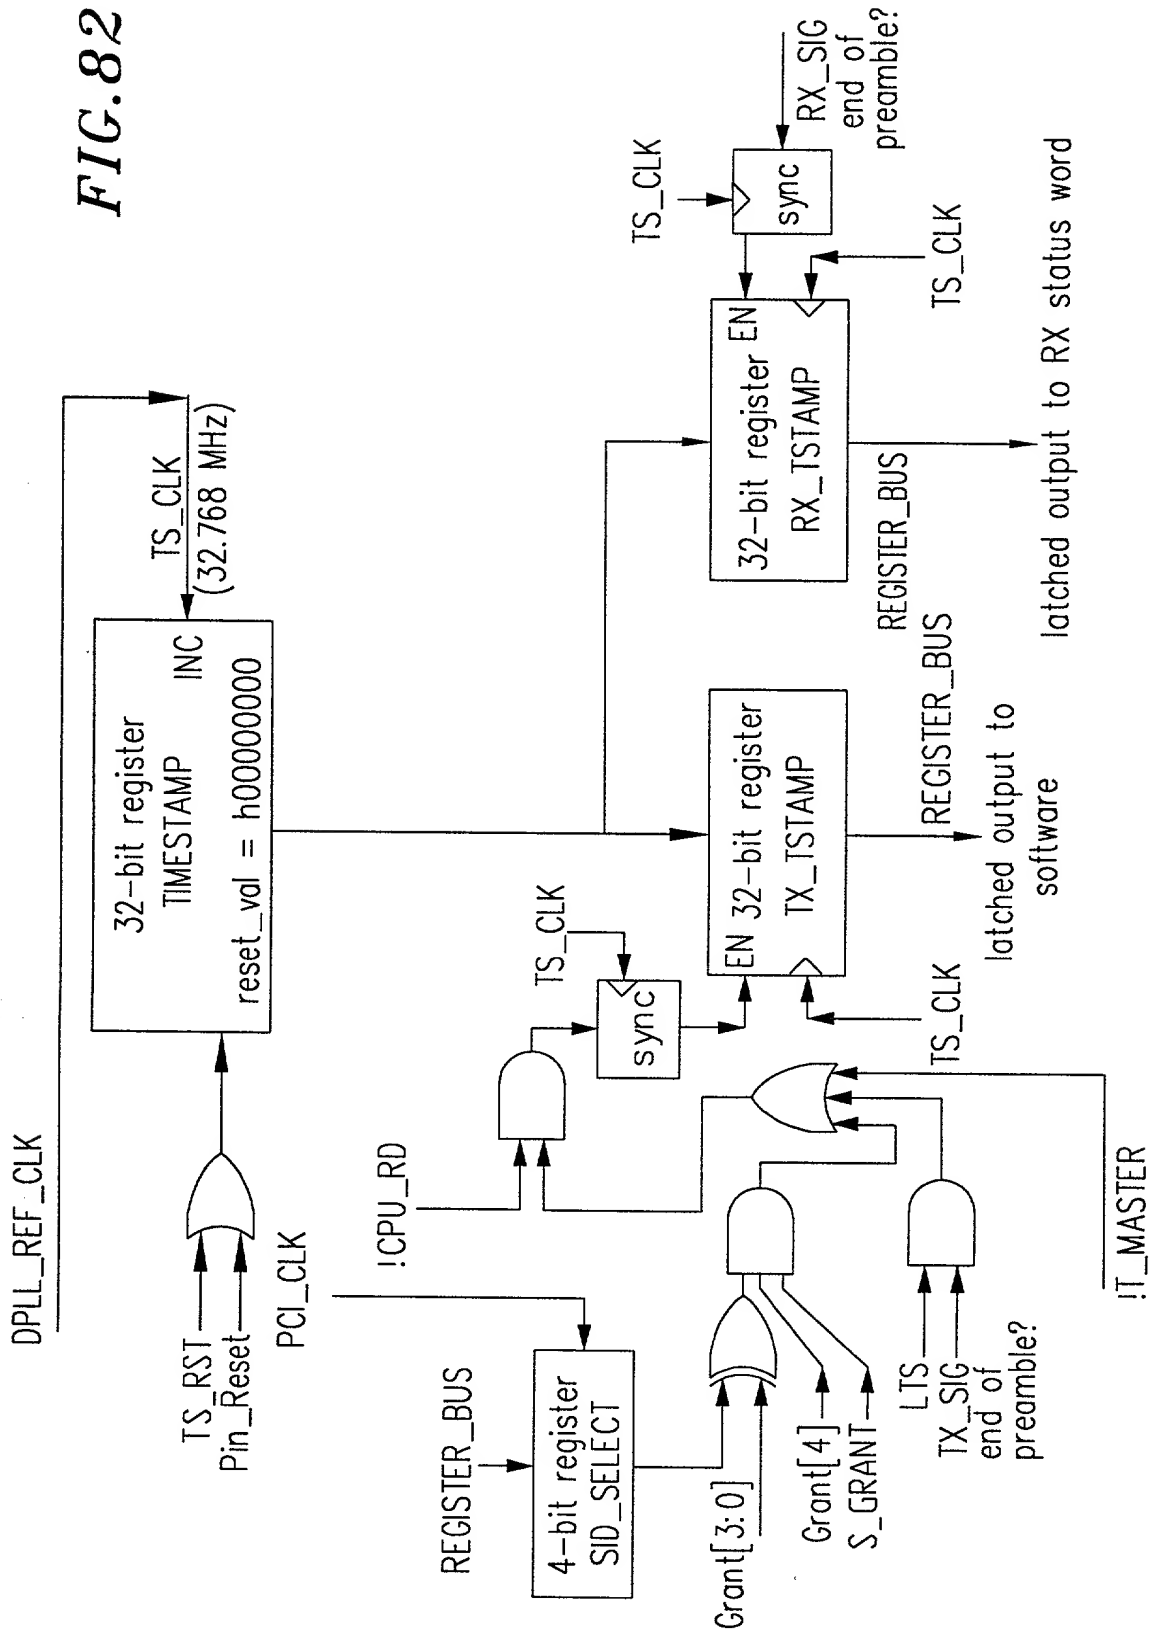 FIG.82
DPLL_REF_CLK
TS_RST
Pin_Reset
32-bit register
TIMESTAMP
INC
reset_val = h00000000
TS_CLK
(32.768 MHz)
PCI_CLK
REGISTER_BUS
4-bit register
SID_SELECT
!CPU_RD
TS_CLK
sync
Grant[3:0]
Grant[4]
S_GRANT
LTS
TX_SIG
end of
preamble?
!T_MASTER
EN 32-bit register
TX_TSTAMP
TS_CLK
REGISTER_BUS
latched output to
software
32-bit register EN
RX_TSTAMP
TS_CLK
sync
RX_SIG
end of
preamble?
TS_CLK
REGISTER_BUS
latched output to RX status word